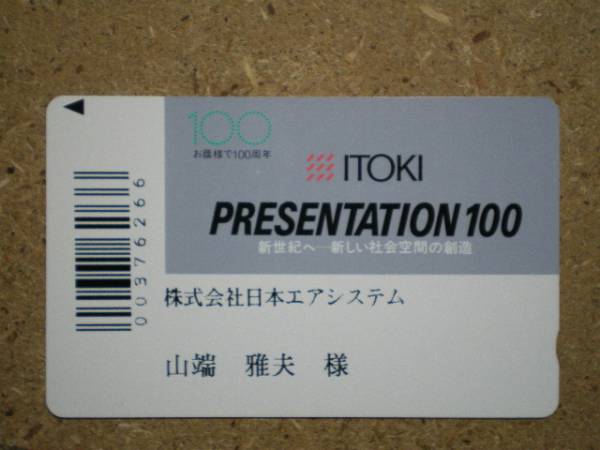 100
お蔭様で100周年
ITOKI
PRESENTATION 100
新世紀へ—新しい社会空間の創造
00376266
株式会社日本エアシステム
山端 雅夫 様